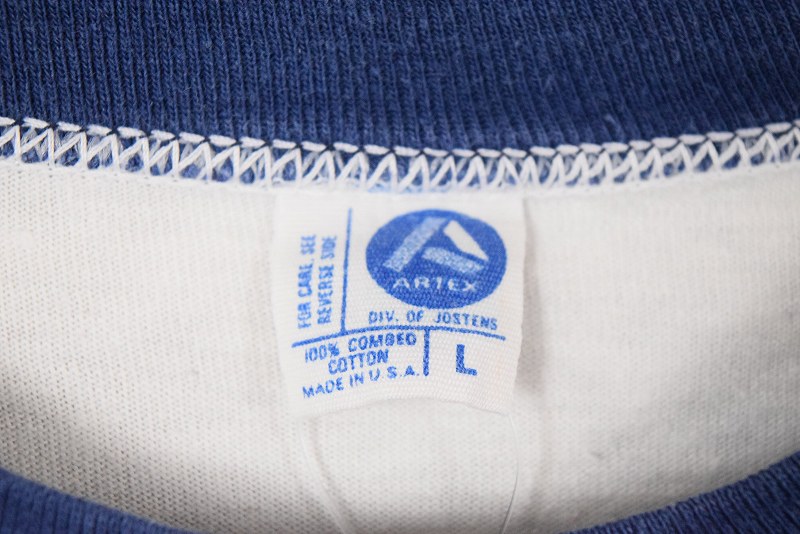 FOR CARE, SEE
REVERSE SIDE
ARTEX
DIV. OF JOSTENS
100% COMBED
COTTON
MADE IN U.S.A.
L